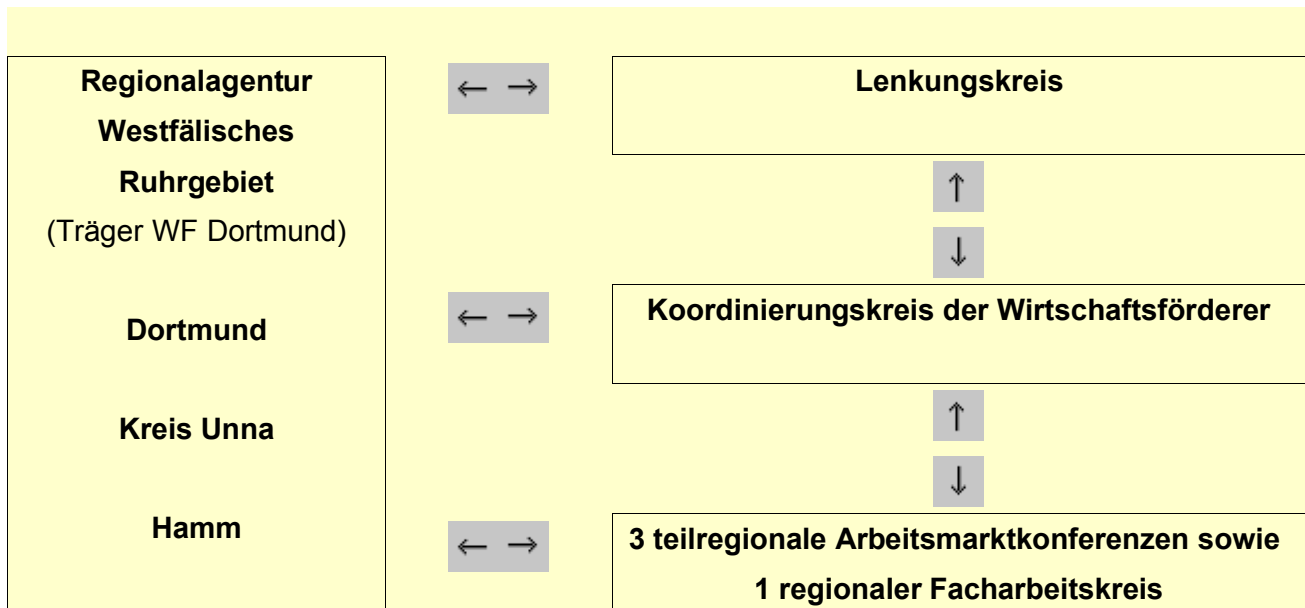 Regionalagentur
Westfälisches
Ruhrgebiet
(Träger WF Dortmund)
Dortmund
Kreis Unna
Hamm
← →
Lenkungskreis
↑
↓
← →
Koordinierungskreis der Wirtschaftsförderer
↑
↓
← →
3 teilregionale Arbeitsmarktkonferenzen sowie
1 regionaler Facharbeitskreis